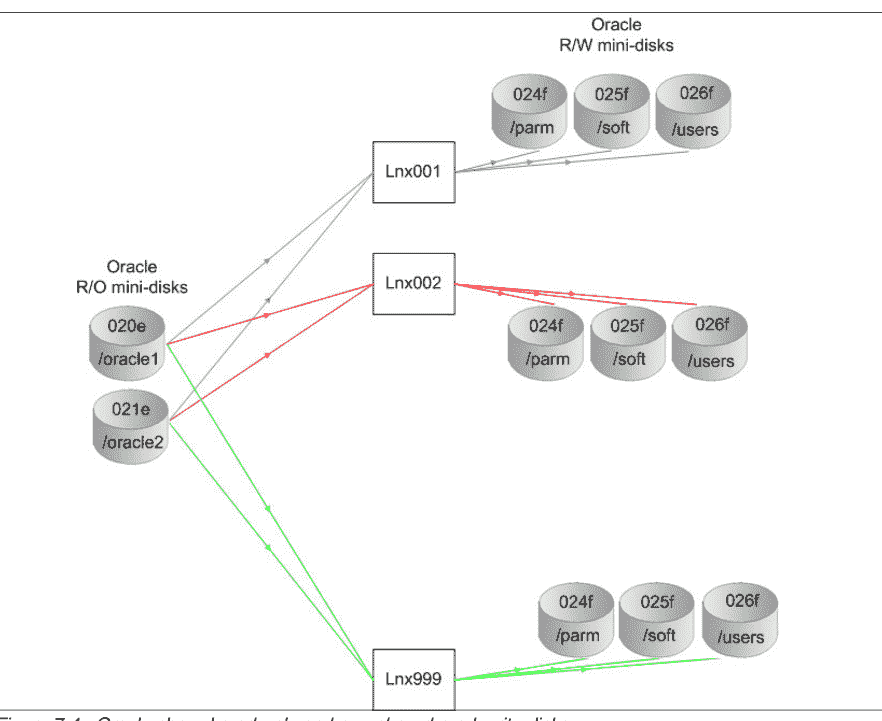 Oracle
R/W mini-disks
024f
025f
026f
/parm
/soft
/users
Lnx001
Oracle
R/O mini-disks
Lnx002
020e
/oracle1
024f
025f
026f
/parm
/soft
/users
021e
/oracle2
024f
025f
026f
/parm
/soft
/users
Lnx999